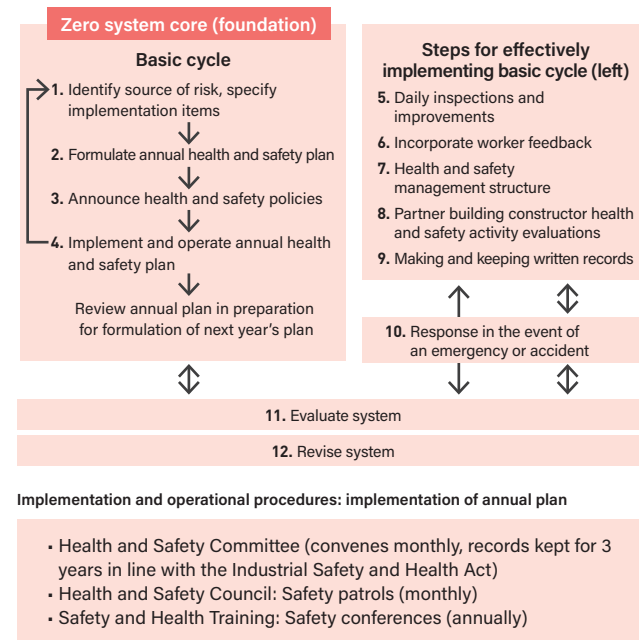 Zero system core (foundation)
Basic cycle
1. Identify source of risk, specify
implementation items
2. Formulate annual health and safety plan
3. Announce health and safety policies
4. Implement and operate annual health
and safety plan
Review annual plan in preparation
for formulation of next year's plan
Steps for effectively
implementing basic cycle (left)
5. Daily inspections and
improvements
6. Incorporate worker feedback
7. Health and safety
management structure
8. Partner building constructor health
and safety activity evaluations
9. Making and keeping written records
10. Response in the event of
an emergency or accident
11. Evaluate system
12. Revise system
Implementation and operational procedures: implementation of annual plan
・Health and Safety Committee (convenes monthly, records kept for 3
years in line with the Industrial Safety and Health Act)
・Health and Safety Council: Safety patrols (monthly)
・Safety and Health Training: Safety conferences (annually)